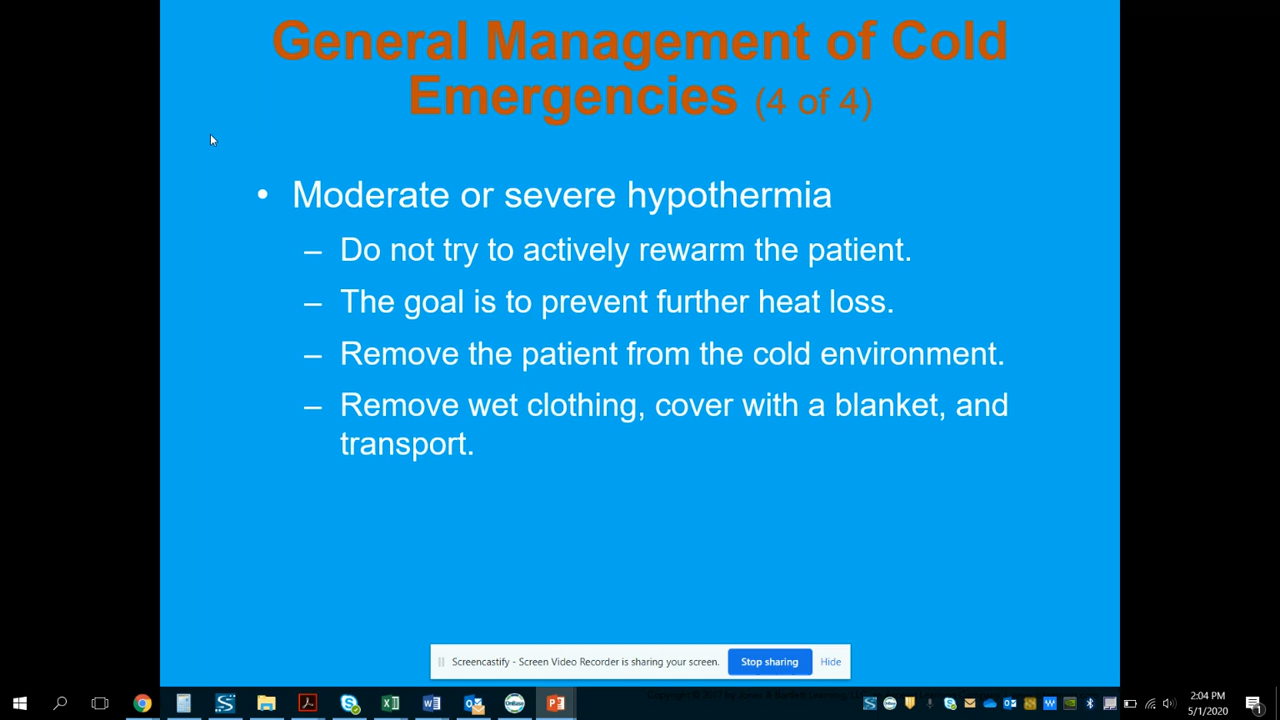 General Management of Cold
Emergencies (4 of 4)
• Moderate or severe hypothermia
– Do not try to actively rewarm the patient.
– The goal is to prevent further heat loss.
– Remove the patient from the cold environment.
– Remove wet clothing, cover with a blanket, and
transport.
Screencastify - Screen Video Recorder is sharing your screen.
Stop sharing
Hide
2:04 PM
5/1/2020